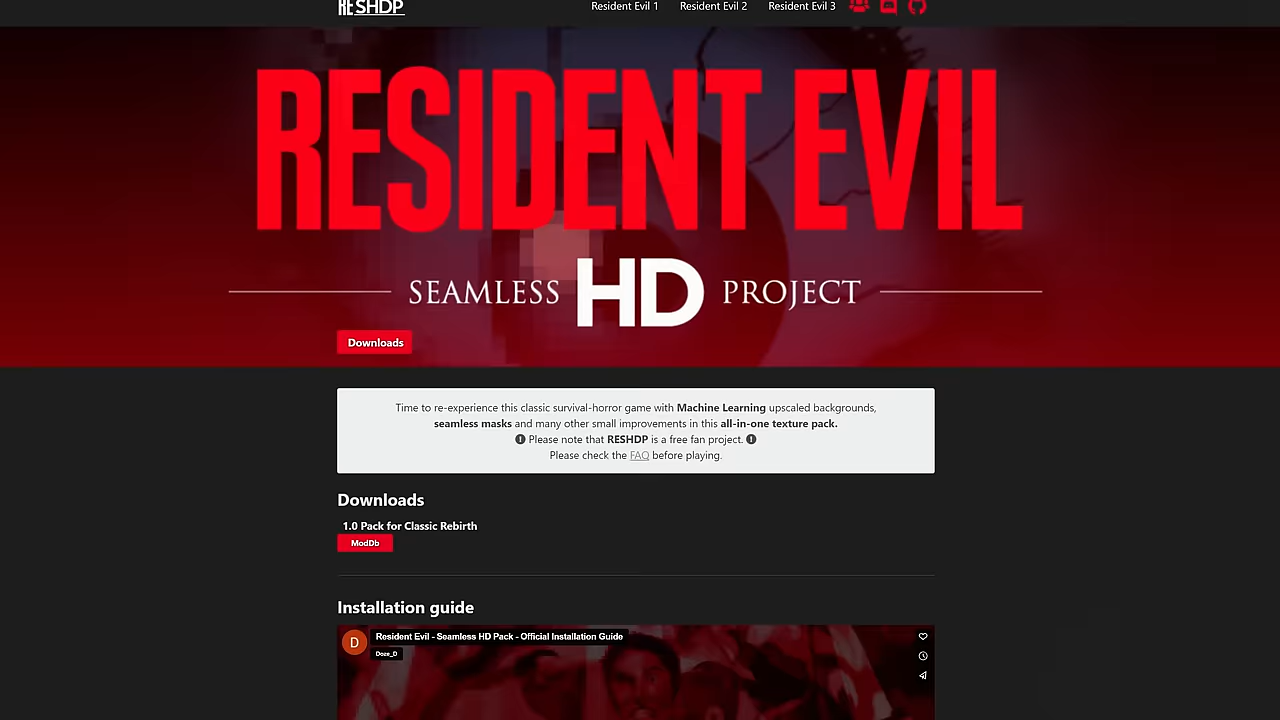 RESHDP
Resident Evil 1
Resident Evil 2
Resident Evil 3
RESIDENT EVIL
SEAMLESS HD PROJECT
Downloads
Time to re-experience this classic survival-horror game with Machine Learning upscaled backgrounds,
seamless masks and many other small improvements in this all-in-one texture pack.
Please note that RESHDP is a free fan project.
Please check the FAQ before playing.
Downloads
1.0 Pack for Classic Rebirth
ModDb
Installation guide
D
Resident Evil - Seamless HD Pack - Official Installation Guide
Doze_D